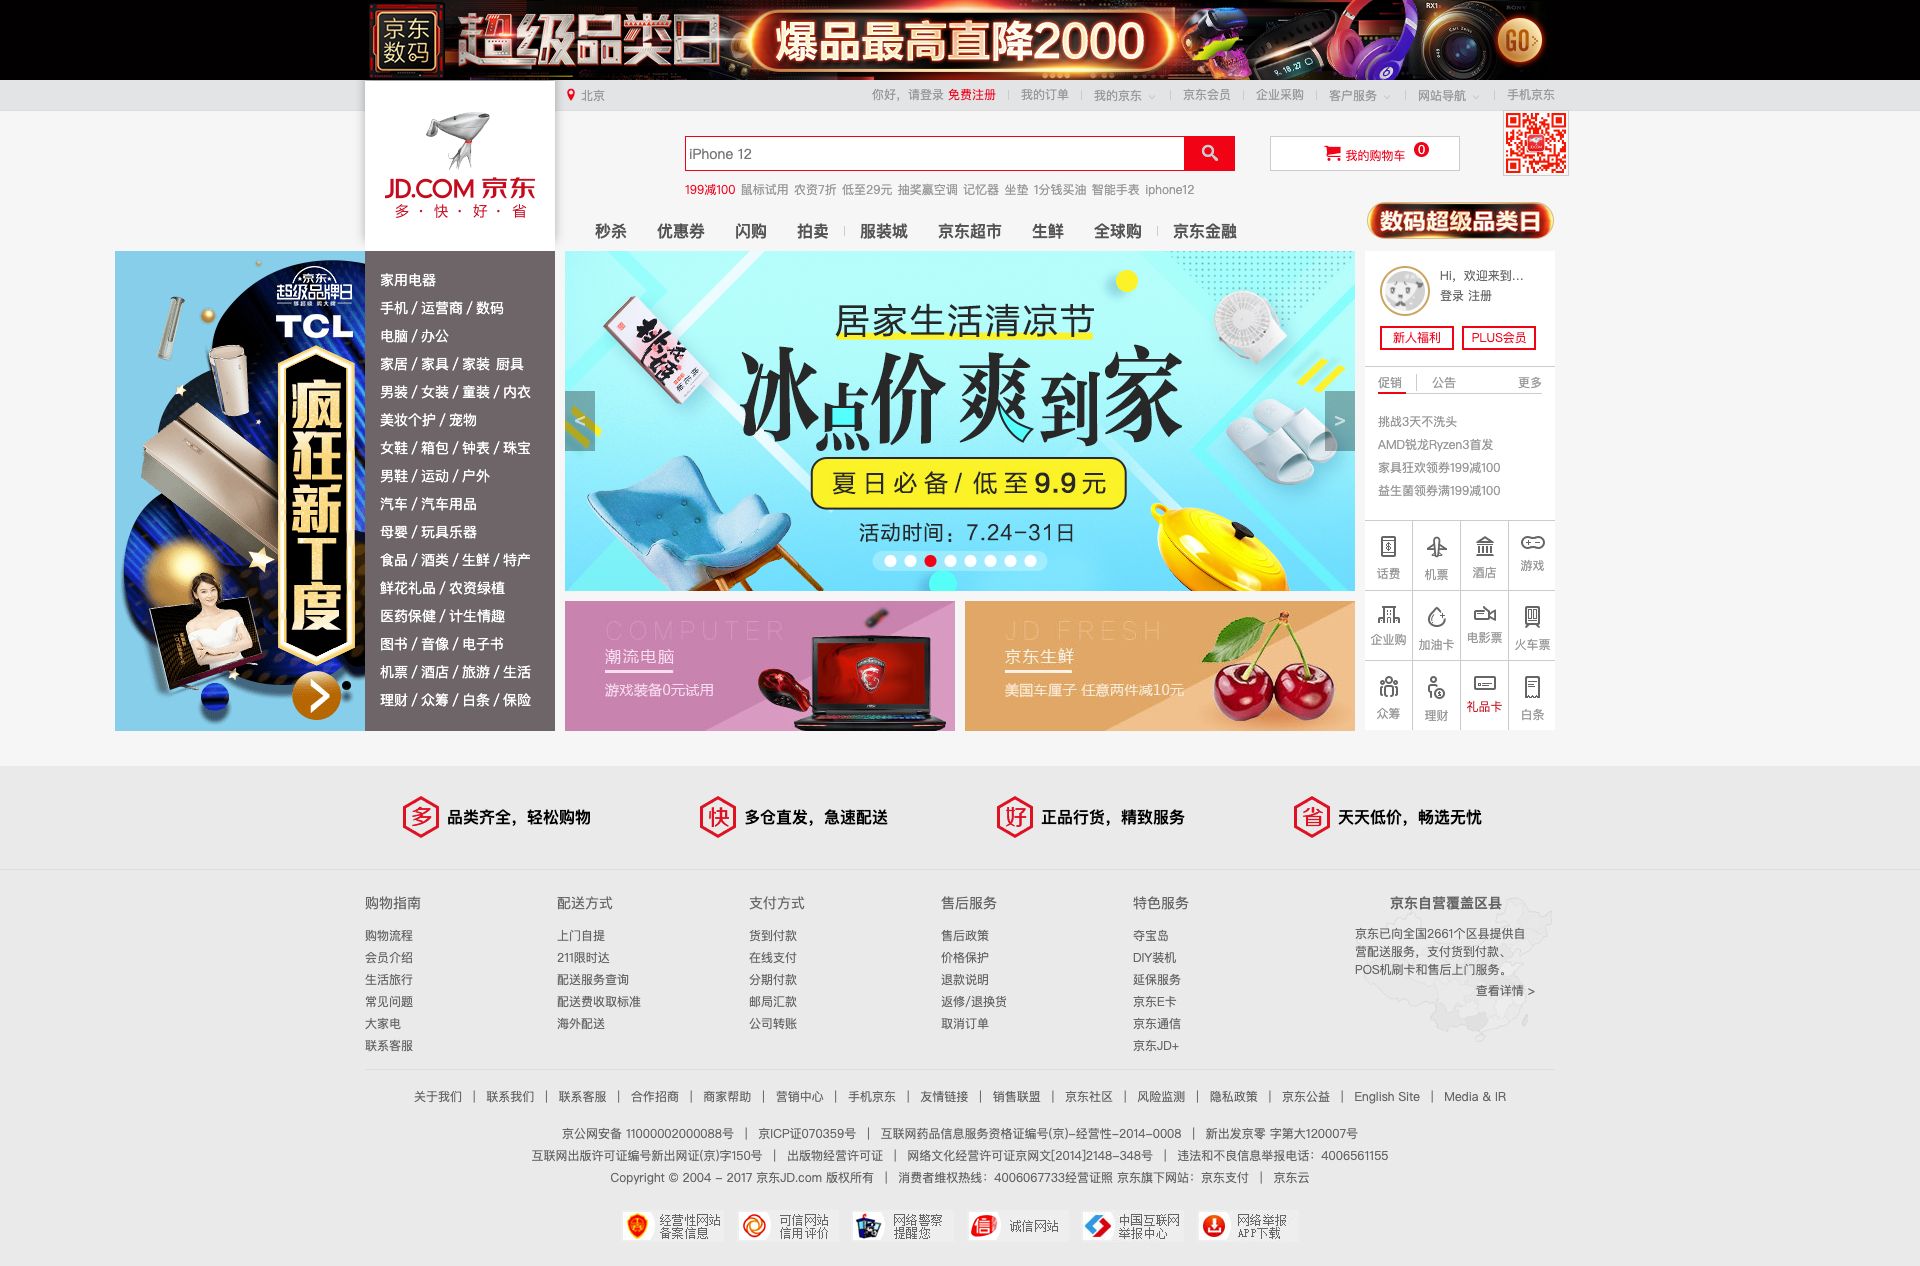 京东
数码
超级品类日
爆品最高直降2000
RX1
SONY
Carl Zeiss
9.18.27
GO>
北京
你好，请登录 免费注册
我的订单
我的京东
京东会员
企业采购
客户服务
网站导航
手机京东
JD.COM 京东
多·快·好·省
iPhone 12
我的购物车 0
199减100 鼠标试用 农资7折 低至29元 抽奖赢空调 记忆器 坐垫 1分钱买油 智能手表 iphone12
秒杀 优惠券 闪购 拍卖 服装城 京东超市 生鲜 全球购 京东金融
数码超级品类日
京东
超级品牌日
TCL
疯狂新T度
家用电器
手机 / 运营商 / 数码
电脑 / 办公
家居 / 家具 / 家装 厨具
男装 / 女装 / 童装 / 内衣
美妆个护 / 宠物
女鞋 / 箱包 / 钟表 / 珠宝
男鞋 / 运动 / 户外
汽车 / 汽车用品
母婴 / 玩具乐器
食品 / 酒类 / 生鲜 / 特产
鲜花礼品 / 农资绿植
医药保健 / 计生情趣
图书 / 音像 / 电子书
机票 / 酒店 / 旅游 / 生活
理财 / 众筹 / 白条 / 保险
居家生活清凉节
冰点价 爽到家
夏日必备/ 低至9.9元
活动时间：7.24-31日
<
>
COMPUTER
潮流电脑
游戏装备0元试用
JD FRESH
京东生鲜
美国车厘子 任意两件减10元
Hi，欢迎来到...
登录 注册
新人福利
PLUS会员
促销
公告
更多
挑战3天不洗头
AMD锐龙Ryzen3首发
家具狂欢领券199减100
益生菌领券满199减100
话费
机票
酒店
游戏
企业购
加油卡
电影票
火车票
众筹
理财
礼品卡
白条
多 品类齐全，轻松购物
快 多仓直发，急速配送
好 正品行货，精致服务
省 天天低价，畅选无忧
购物指南
购物流程
会员介绍
生活旅行
常见问题
大家电
联系客服
配送方式
上门自提
211限时达
配送服务查询
配送费收取标准
海外配送
支付方式
货到付款
在线支付
分期付款
邮局汇款
公司转账
售后服务
售后政策
价格保护
退款说明
返修/退换货
取消订单
特色服务
夺宝岛
DIY装机
延保服务
京东E卡
京东通信
京东JD+
京东自营覆盖区县
京东已向全国2661个区县提供自
营配送服务，支付货到付款、
POS机刷卡和售后上门服务。
查看详情 >
关于我们 | 联系我们 | 联系客服 | 合作招商 | 商家帮助 | 营销中心 | 手机京东 | 友情链接 | 销售联盟 | 京东社区 | 风险监测 | 隐私政策 | 京东公益 | English Site | Media & IR
京公网安备 11000002000088号 | 京ICP证070359号 | 互联网药品信息服务资格证编号(京)-经营性-2014-0008 | 新出发京零 字第大120007号
互联网出版许可证编号新出网证(京)字150号 | 出版物经营许可证 | 网络文化经营许可证京网文[2014]2148-348号 | 违法和不良信息举报电话：4006561155
Copyright © 2004 - 2017 京东JD.com 版权所有 | 消费者维权热线：4006067733经营证照 京东旗下网站：京东支付 | 京东云
经营性网站
备案信息
可信网站
信用评价
网络警察
提醒您
信
诚信网站
中国互联网
举报中心
网络举报
APP下载